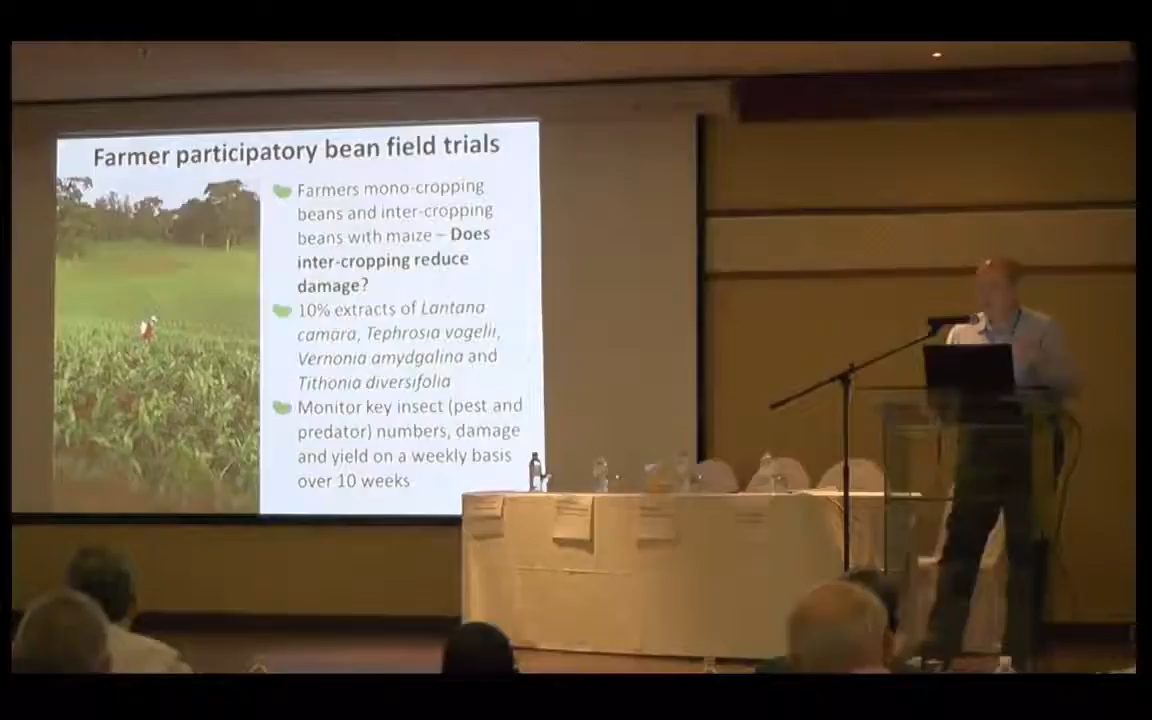 Farmer participatory bean field trials
Farmers mono-cropping
beans and inter-cropping
beans with maize – Does
inter-cropping reduce
damage?
10% extracts of Lantana
camara, Tephrosia vogelii,
Vernonia amydgalina and
Tithonia diversifolia
Monitor key insect (pest and
predator) numbers, damage
and yield on a weekly basis
over 10 weeks